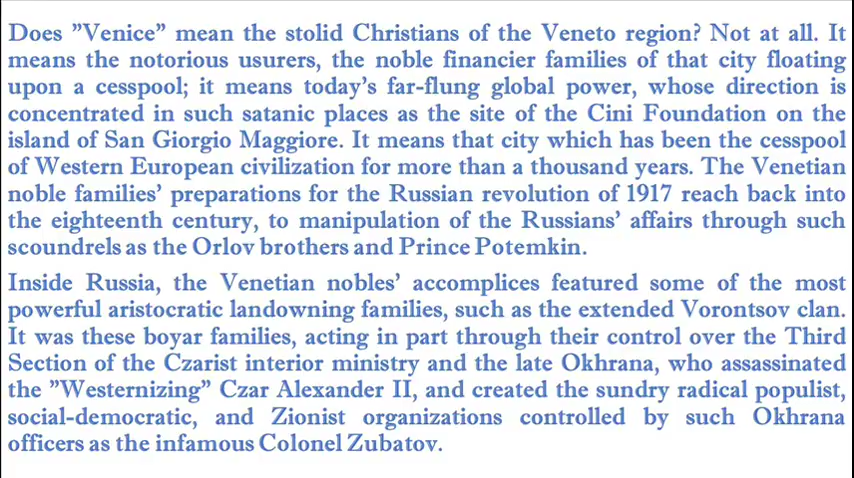 Does ”Venice” mean the stolid Christians of the Veneto region? Not at all. It
means the notorious usurers, the noble financier families of that city floating
upon a cesspool; it means today’s far-flung global power, whose direction is
concentrated in such satanic places as the site of the Cini Foundation on the
island of San Giorgio Maggiore. It means that city which has been the cesspool
of Western European civilization for more than a thousand years. The Venetian
noble families’ preparations for the Russian revolution of 1917 reach back into
the eighteenth century, to manipulation of the Russians’ affairs through such
scoundrels as the Orlov brothers and Prince Potemkin.
Inside Russia, the Venetian nobles’ accomplices featured some of the most
powerful aristocratic landowning families, such as the extended Vorontsov clan.
It was these boyar families, acting in part through their control over the Third
Section of the Czarist interior ministry and the late Okhrana, who assassinated
the ”Westernizing” Czar Alexander II, and created the sundry radical populist,
social-democratic, and Zionist organizations controlled by such Okhrana
officers as the infamous Colonel Zubatov.